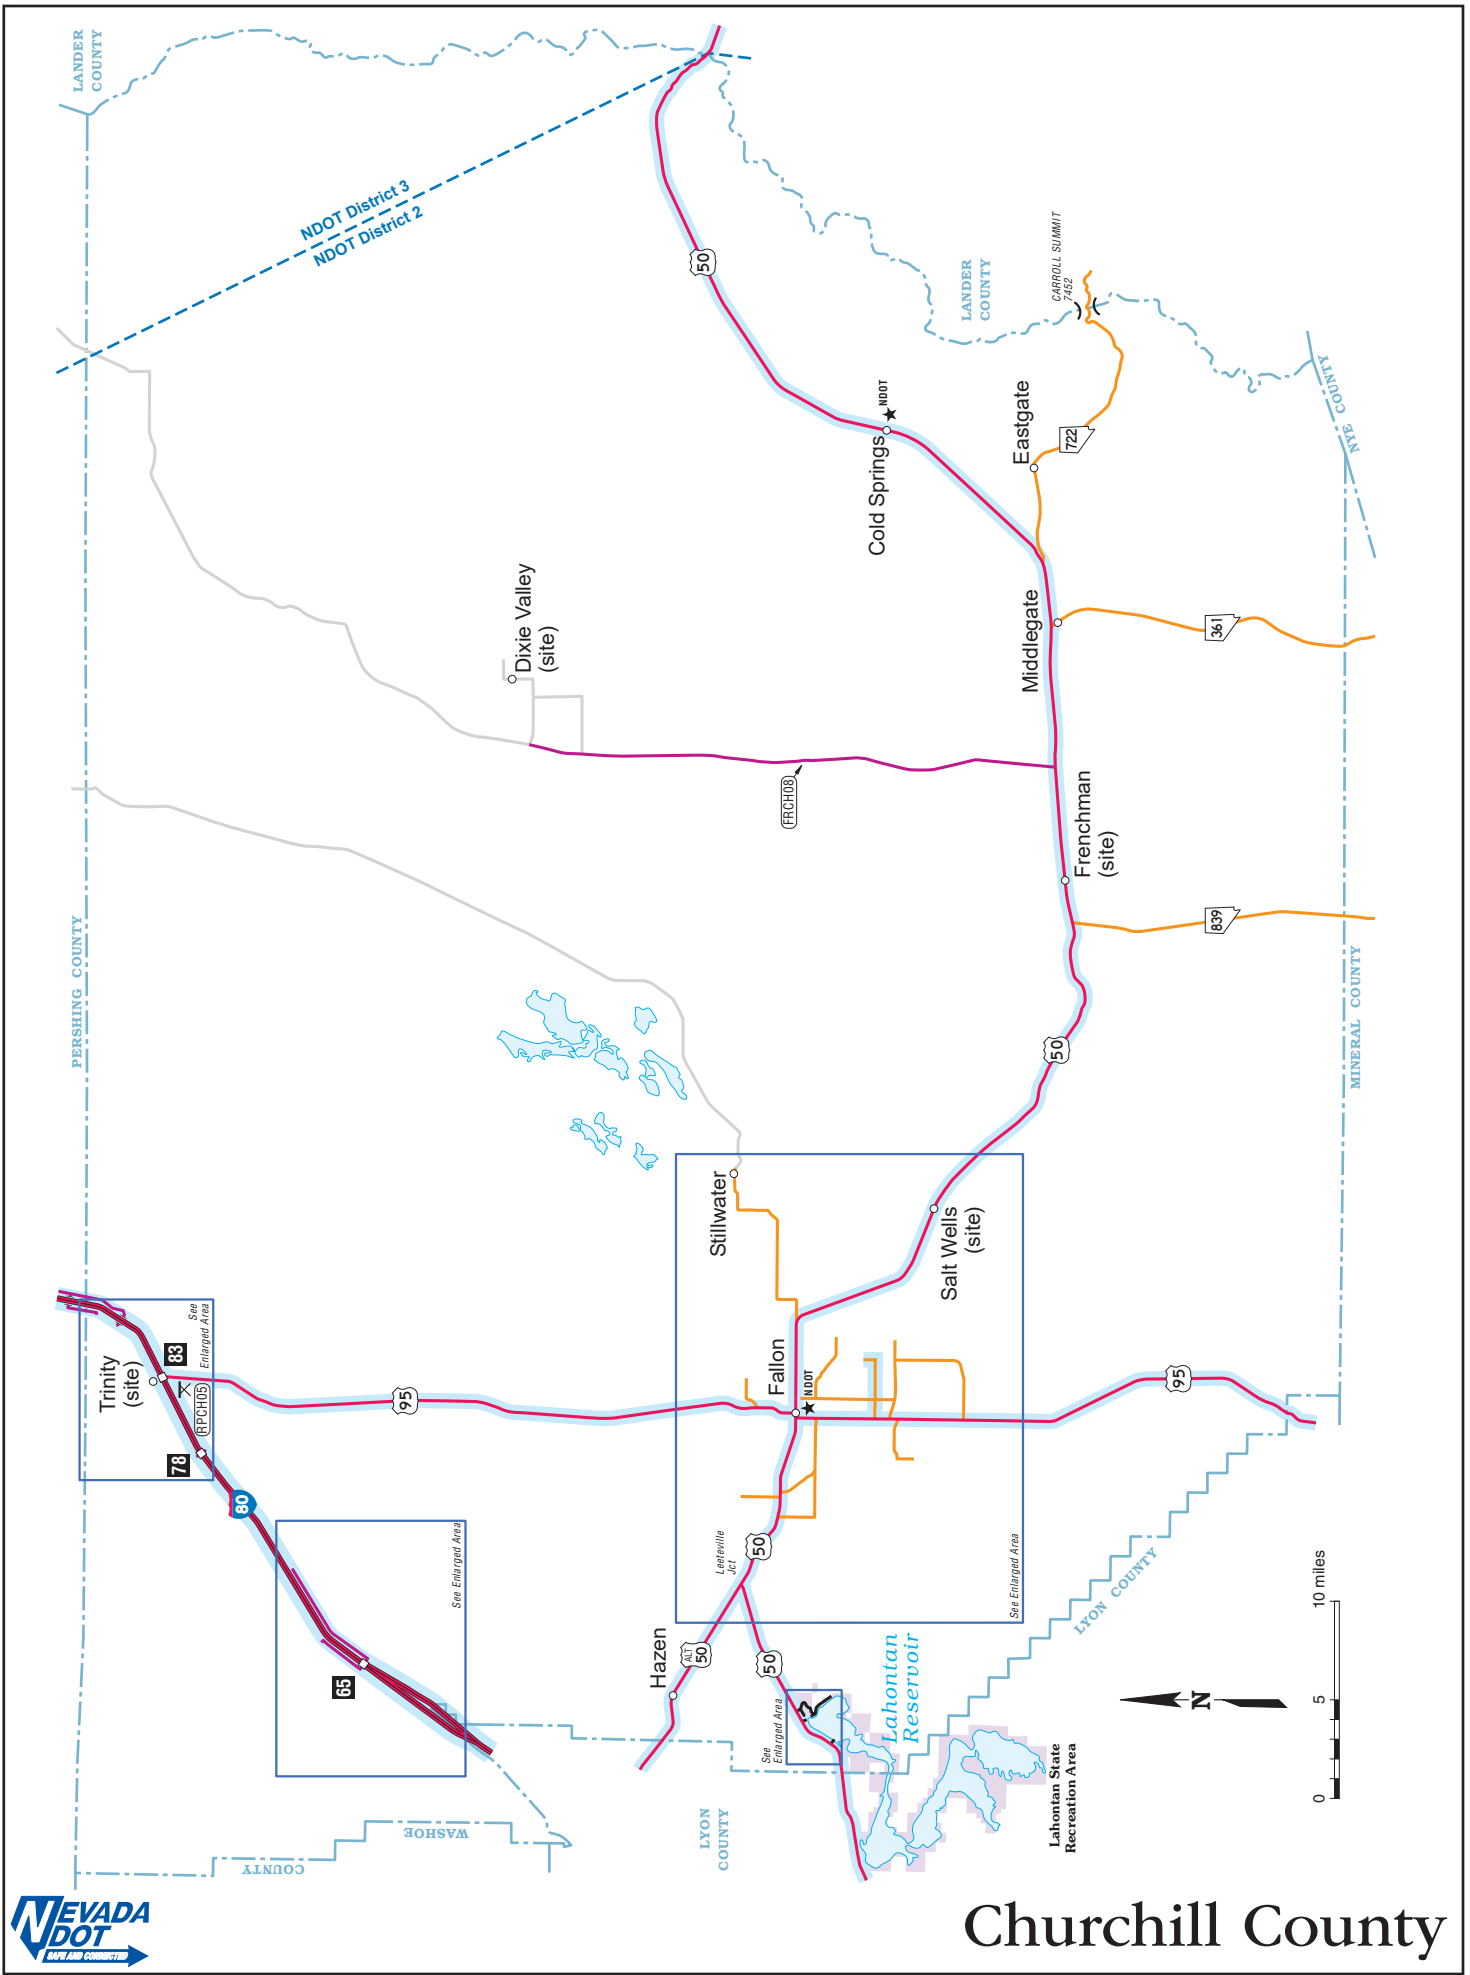 LANDER
COUNTY
NDOT District 3
NDOT District 2
50
LANDER
COUNTY
CARROLL SUMMIT
7452
NYE COUNTY
NDOT
Cold Springs
Eastgate
722
Dixie Valley
(site)
Middlegate
361
FRCH08
Frenchman
(site)
839
PERSHING COUNTY
MINERAL COUNTY
50
Stillwater
Salt Wells
(site)
See
Enlarged Area
Trinity
(site)
83
RPCH05
78
80
95
Fallon
NDOT
95
See Enlarged Area
65
Leeteville
Jct
50
See Enlarged Area
LYON COUNTY
Hazen
ALT
50
50
See
Enlarged Area
Lahontan
Reservoir
Lahontan State
Recreation Area
N
0
5
10 miles
WASHOE
COUNTY
LYON
COUNTY
NEVADA
DOT
SAFE AND CONNECTED
Churchill County